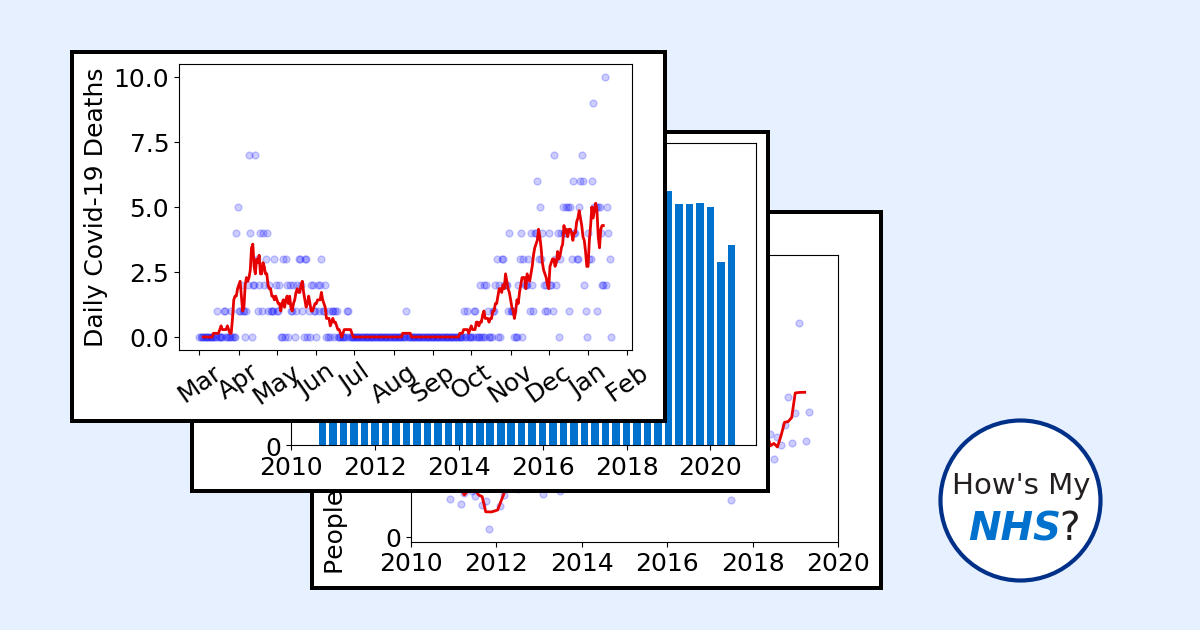 Daily Covid-19 Deaths
10.0
7.5
5.0
2.5
0.0
Mar Apr May Jun Jul Aug Sep Oct Nov Dec Jan Feb
0
2010 2012 2014 2016 2018 2020
People
0
2010 2012 2014 2016 2018 2020
How's My
NHS?